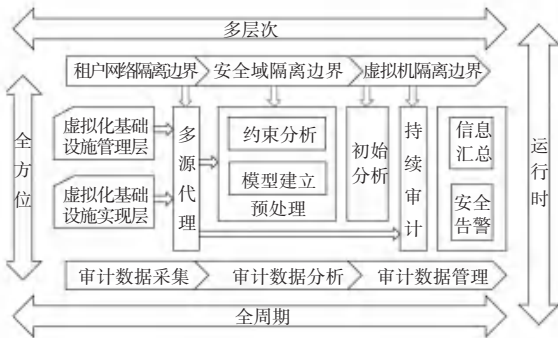 多层次
租户网络隔离边界
安全域隔离边界
虚拟机隔离边界
全方位
虚拟化基础
设施管理层
虚拟化基础
设施实现层
多源代理
约束分析
模型建立
预处理
初始
分析
持续审计
信息
汇总
安全
告警
运行时
审计数据采集
审计数据分析
审计数据管理
全周期